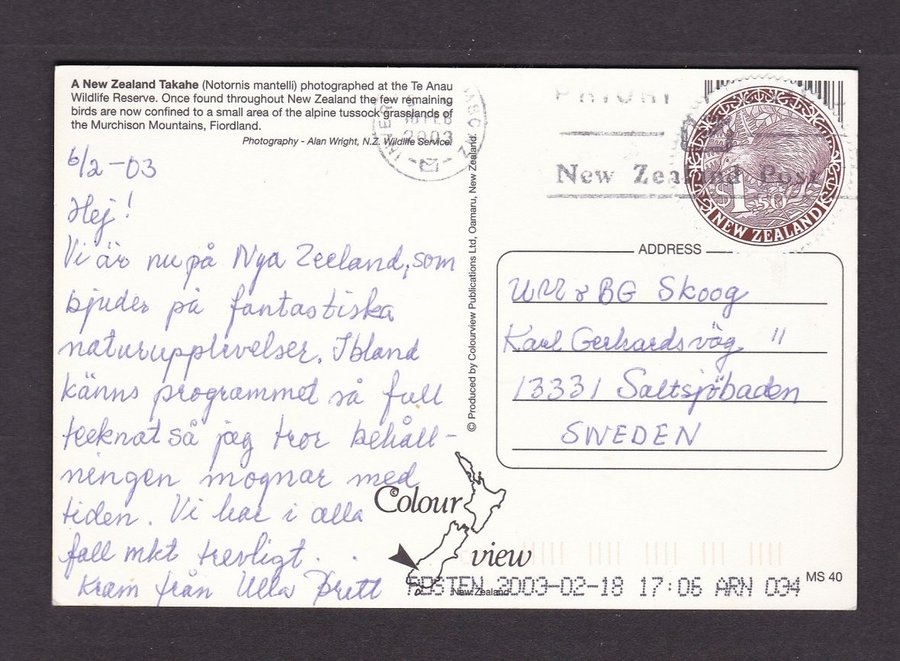 A New Zealand Takahe (Notornis mantelli) photographed at the Te Anau
Wildlife Reserve. Once found throughout New Zealand the few remaining
birds are now confined to a small area of the alpine tussock grasslands of
the Murchison Mountains, Fiordland.
Photography - Alan Wright, N.Z. Wildlife Service.
6/2-03
Hej!
Vi är nu på Nya Zeeland, som
bjuder på fantastiska
naturupplevelser. Ibland
känns programmet så full
tecknat så jag tror behåll-
ningen mognar med
tiden. Vi har i alla
fall mkt trevligt..
Kram från Ulla Britt
© Produced by Colourview Publications Ltd, Oamaru, New Zealand.
FEB
2003
New Zealand Post
$1.50
NEW ZEALAND
ADDRESS
BG Skoog
Karl Gerhardsväg 11
13331 Saltsjöbaden
SWEDEN
© Colour
view
New Zealand
POSTEN 2003-02-18 17:06 ARN 034
MS 40